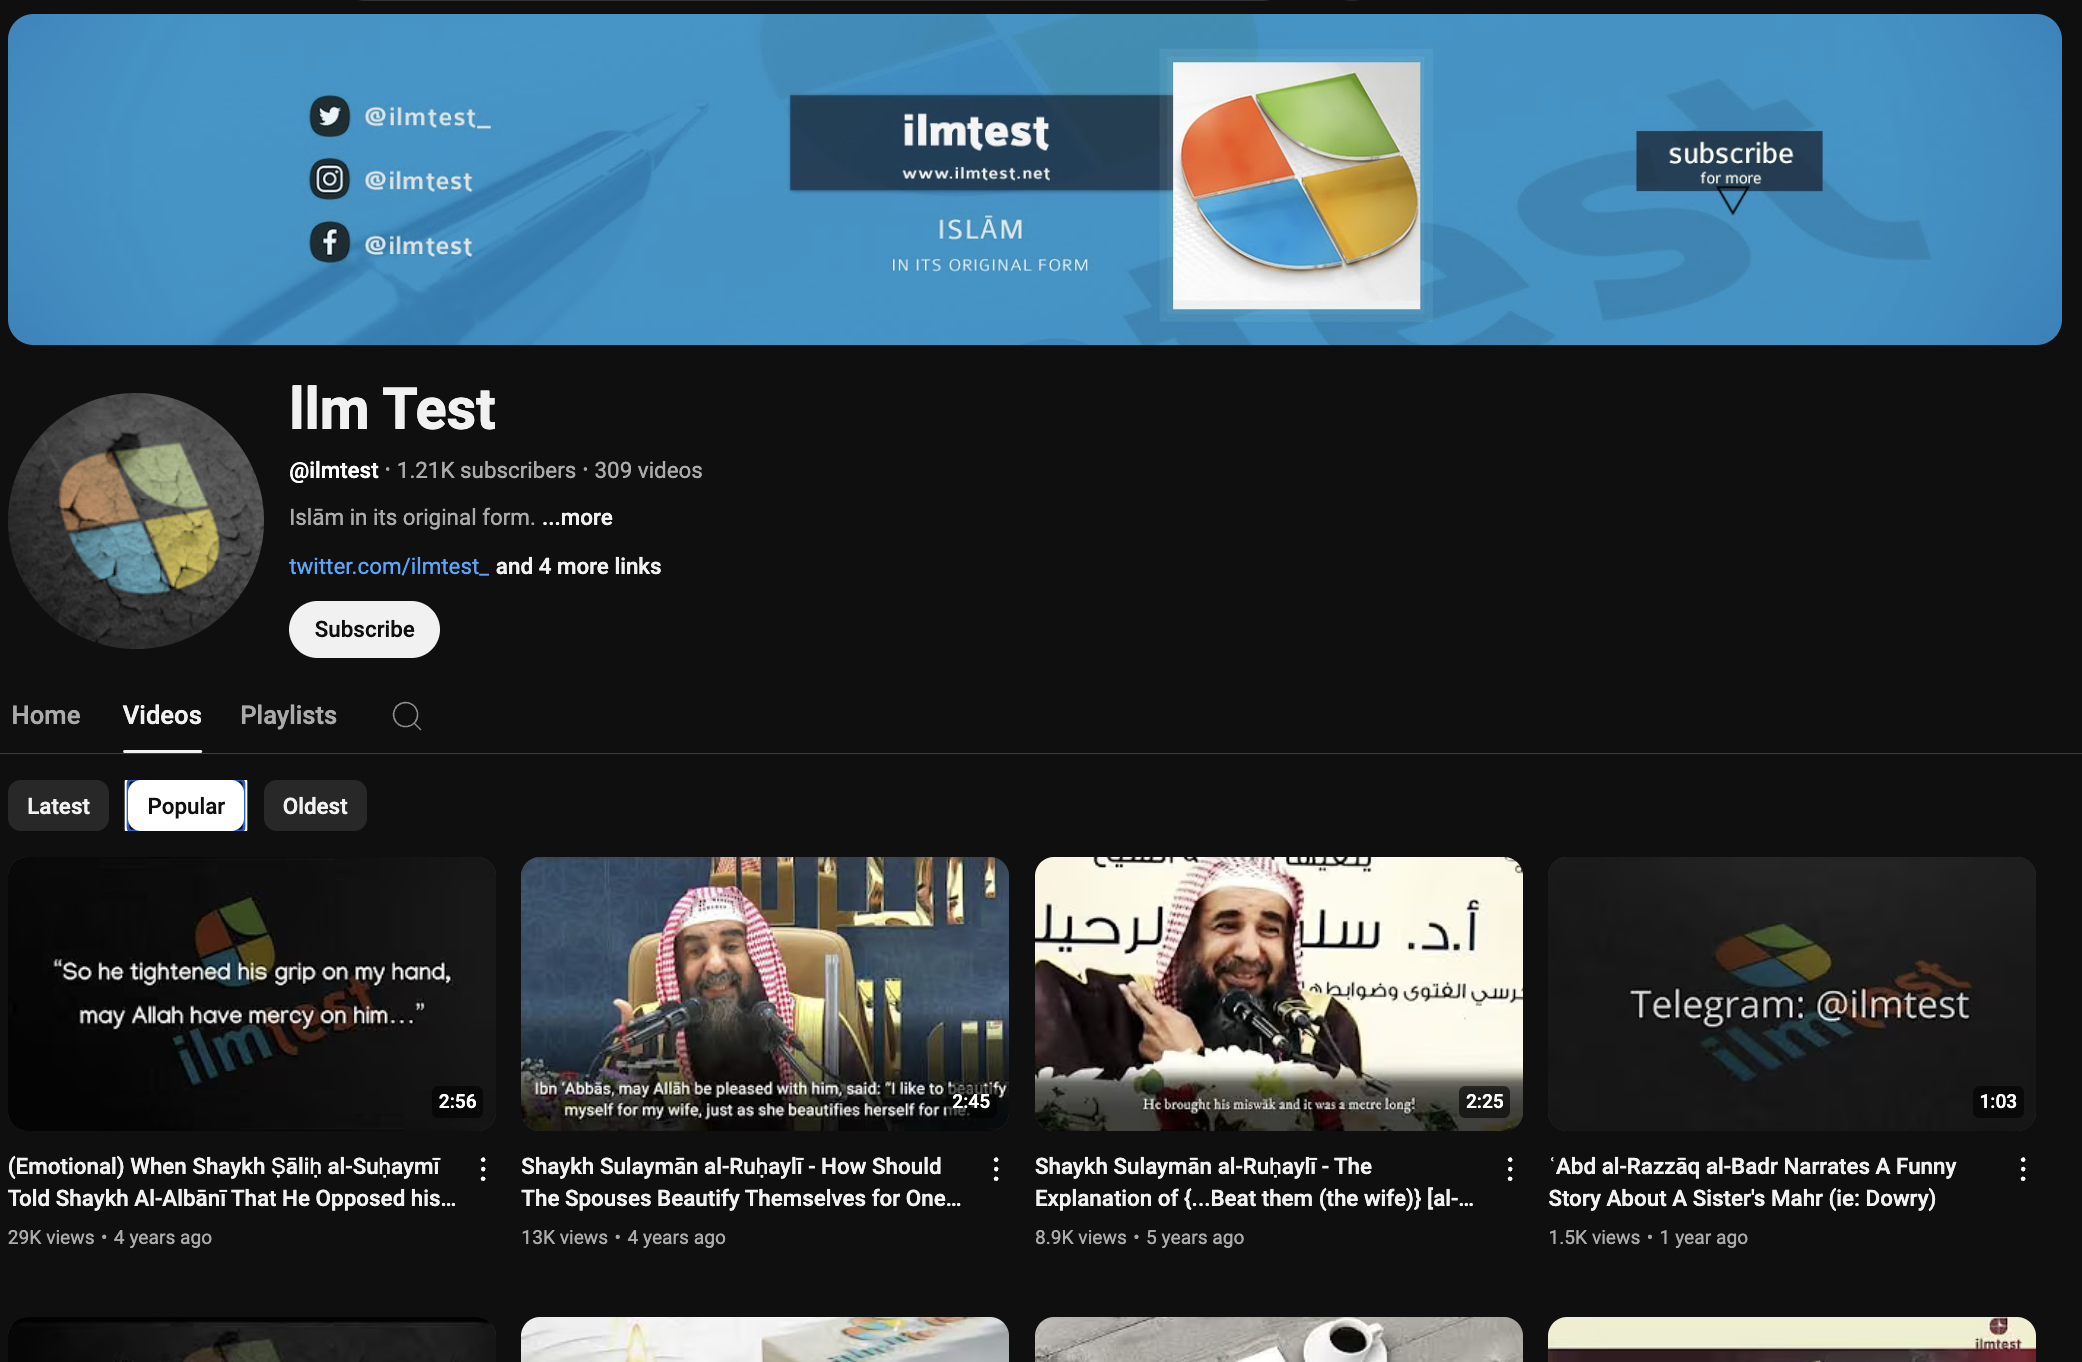 @ilmtest_
@ilmtest
@ilmtest
ilmtest
www.ilmtest.net
ISLĀM
IN ITS ORIGINAL FORM
subscribe
for more
Ilm Test
@ilmtest · 1.21K subscribers · 309 videos
Islām in its original form. ...more
twitter.com/ilmtest_ and 4 more links
Subscribe
Home Videos Playlists
Latest Popular Oldest
“So he tightened his grip on my hand,
may Allah have mercy on him…”
ilmtest
2:56
Ibn ‘Abbās, may Allāh be pleased with him, said: “I like to beautify
myself for my wife, just as she beautifies herself for me.
2:45
أ.د. سل لرحيل
الفتوى وضوابطها
He brought his miswāk and it was a metre long!
2:25
Telegram: @ilmtest
ilmtest
1:03
(Emotional) When Shaykh Ṣāliḥ al-Suḥaymī
Told Shaykh Al-Albānī That He Opposed his...
29K views • 4 years ago
Shaykh Sulaymān al-Ruḥaylī - How Should
The Spouses Beautify Themselves for One...
13K views • 4 years ago
Shaykh Sulaymān al-Ruḥaylī - The
Explanation of {...Beat them (the wife)} [al-...
8.9K views • 5 years ago
ʿAbd al-Razzāq al-Badr Narrates A Funny
Story About A Sister's Mahr (ie: Dowry)
1.5K views • 1 year ago
ilmtest